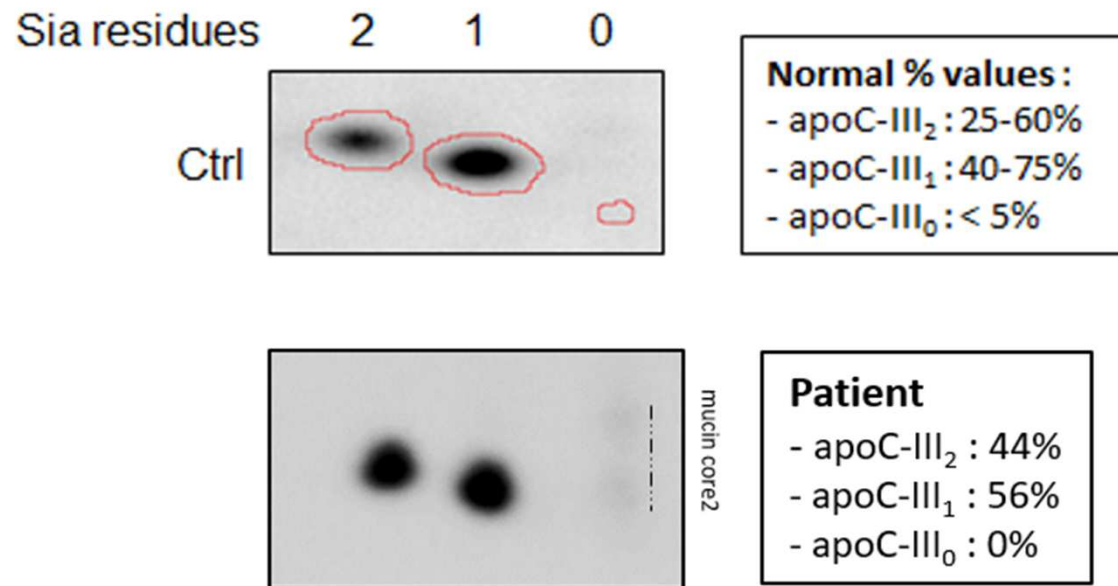 Sia residues 2 1 0
Ctrl
Normal % values :
- apoC-III₂ : 25-60%
- apoC-III₁ : 40-75%
- apoC-III₀ : < 5%
mucin core2
Patient
- apoC-III₂ : 44%
- apoC-III₁ : 56%
- apoC-III₀ : 0%